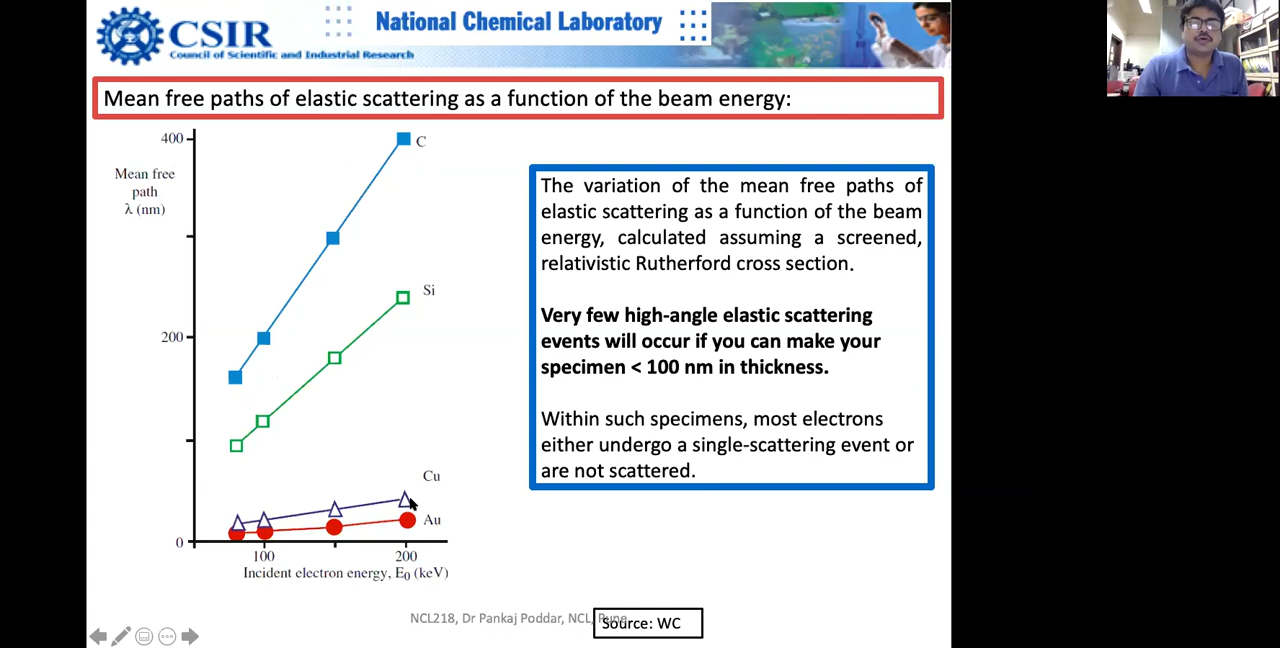 CSIR
Council of Scientific and Industrial Research
National Chemical Laboratory
Mean free paths of elastic scattering as a function of the beam energy:
400
Mean free
path
λ (nm)
200
0
C
Si
Cu
Au
100
200
Incident electron energy, E₀ (keV)
The variation of the mean free paths of
elastic scattering as a function of the beam
energy, calculated assuming a screened,
relativistic Rutherford cross section.
Very few high-angle elastic scattering
events will occur if you can make your
specimen < 100 nm in thickness.
Within such specimens, most electrons
either undergo a single-scattering event or
are not scattered.
NCL218, Dr Pankaj Poddar, NCL, Pune
Source: WC